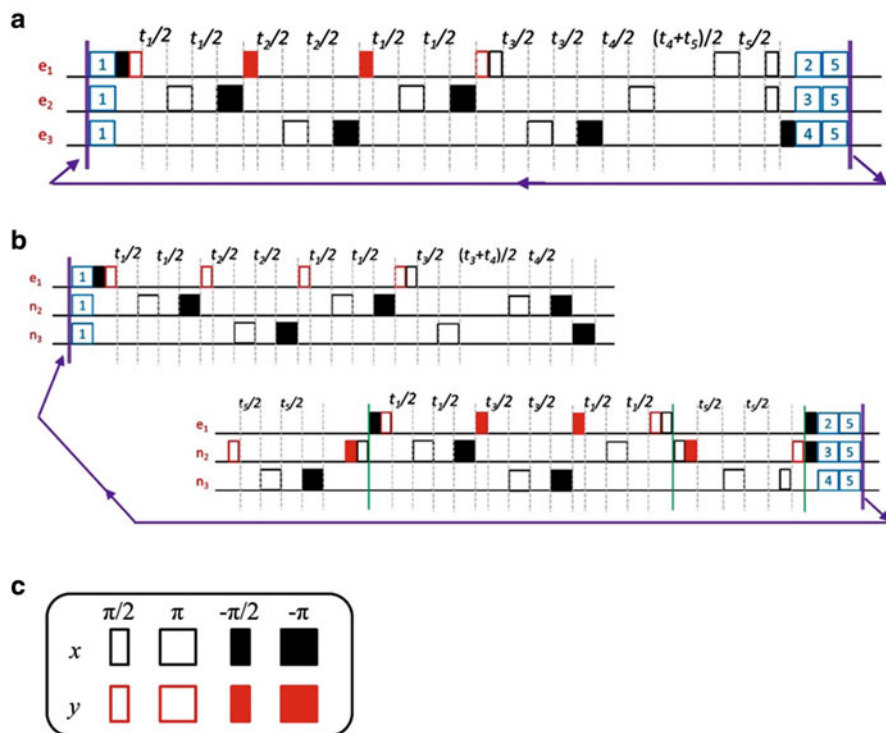 a
t1/2 t1/2 t2/2 t2/2 t1/2 t1/2 t3/2 t3/2 t4/2 (t4+t5)/2 t5/2
e1 1 2 5
e2 1 3 5
e3 1 4 5
b
t1/2 t1/2 t2/2 t2/2 t1/2 t1/2 t3/2 (t3+t4)/2 t4/2
e1 1
n2 1
n3 1
t5/2 t5/2 t1/2 t1/2 t3/2 t3/2 t1/2 t1/2 t5/2 t5/2
e1 2 5
n2 3 5
n3 4 5
c
π/2 π -π/2 -π
x
y